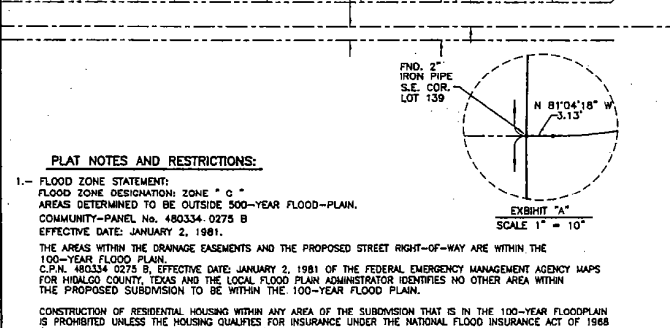 FND. 2"
IRON PIPE
S.E. COR.
LOT 139
N 81°04'18" W
3.13'
EXBIHIT "A"
SCALE 1" = 10"
PLAT NOTES AND RESTRICTIONS:
1.- FLOOD ZONE STATEMENT:
FLOOD ZONE DESIGNATION: ZONE " C "
AREAS DETERMINED TO BE OUTSIDE 500-YEAR FLOOD-PLAIN.
COMMUNITY-PANEL No. 480334 0275 B
EFFECTIVE DATE: JANUARY 2, 1981.
THE AREAS WITHIN THE DRAINAGE EASEMENTS AND THE PROPOSED STREET RIGHT-OF-WAY ARE WITHIN THE
100-YEAR FLOOD PLAIN.
C.P.N. 480334 0275 B, EFFECTIVE DATE: JANUARY 2, 1981 OF THE FEDERAL EMERGENCY MANAGEMENT AGENCY MAPS
FOR HIDALGO COUNTY, TEXAS AND THE LOCAL FLOOD PLAIN ADMINISTRATOR IDENTIFIES NO OTHER AREA WITHIN
THE PROPOSED SUBDIVISION TO BE WITHIN THE 100-YEAR FLOOD PLAIN.
CONSTRUCTION OF RESIDENTIAL HOUSING WITHIN ANY AREA OF THE SUBDIVISION THAT IS IN THE 100-YEAR FLOODPLAIN
IS PROHIBITED UNLESS THE HOUSING QUALIFIES FOR INSURANCE UNDER THE NATIONAL FLOOD INSURANCE ACT OF 1968